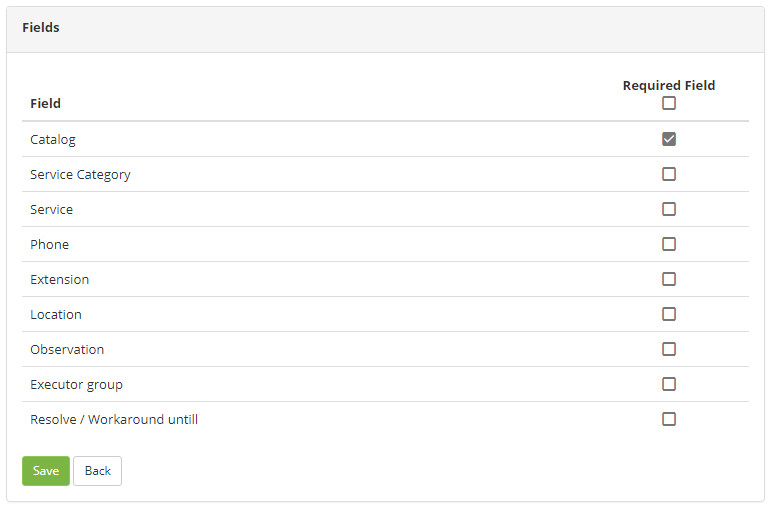 Fields
Required Field
Field
Catalog
Service Category
Service
Phone
Extension
Location
Observation
Executor group
Resolve / Workaround untill
Save Back